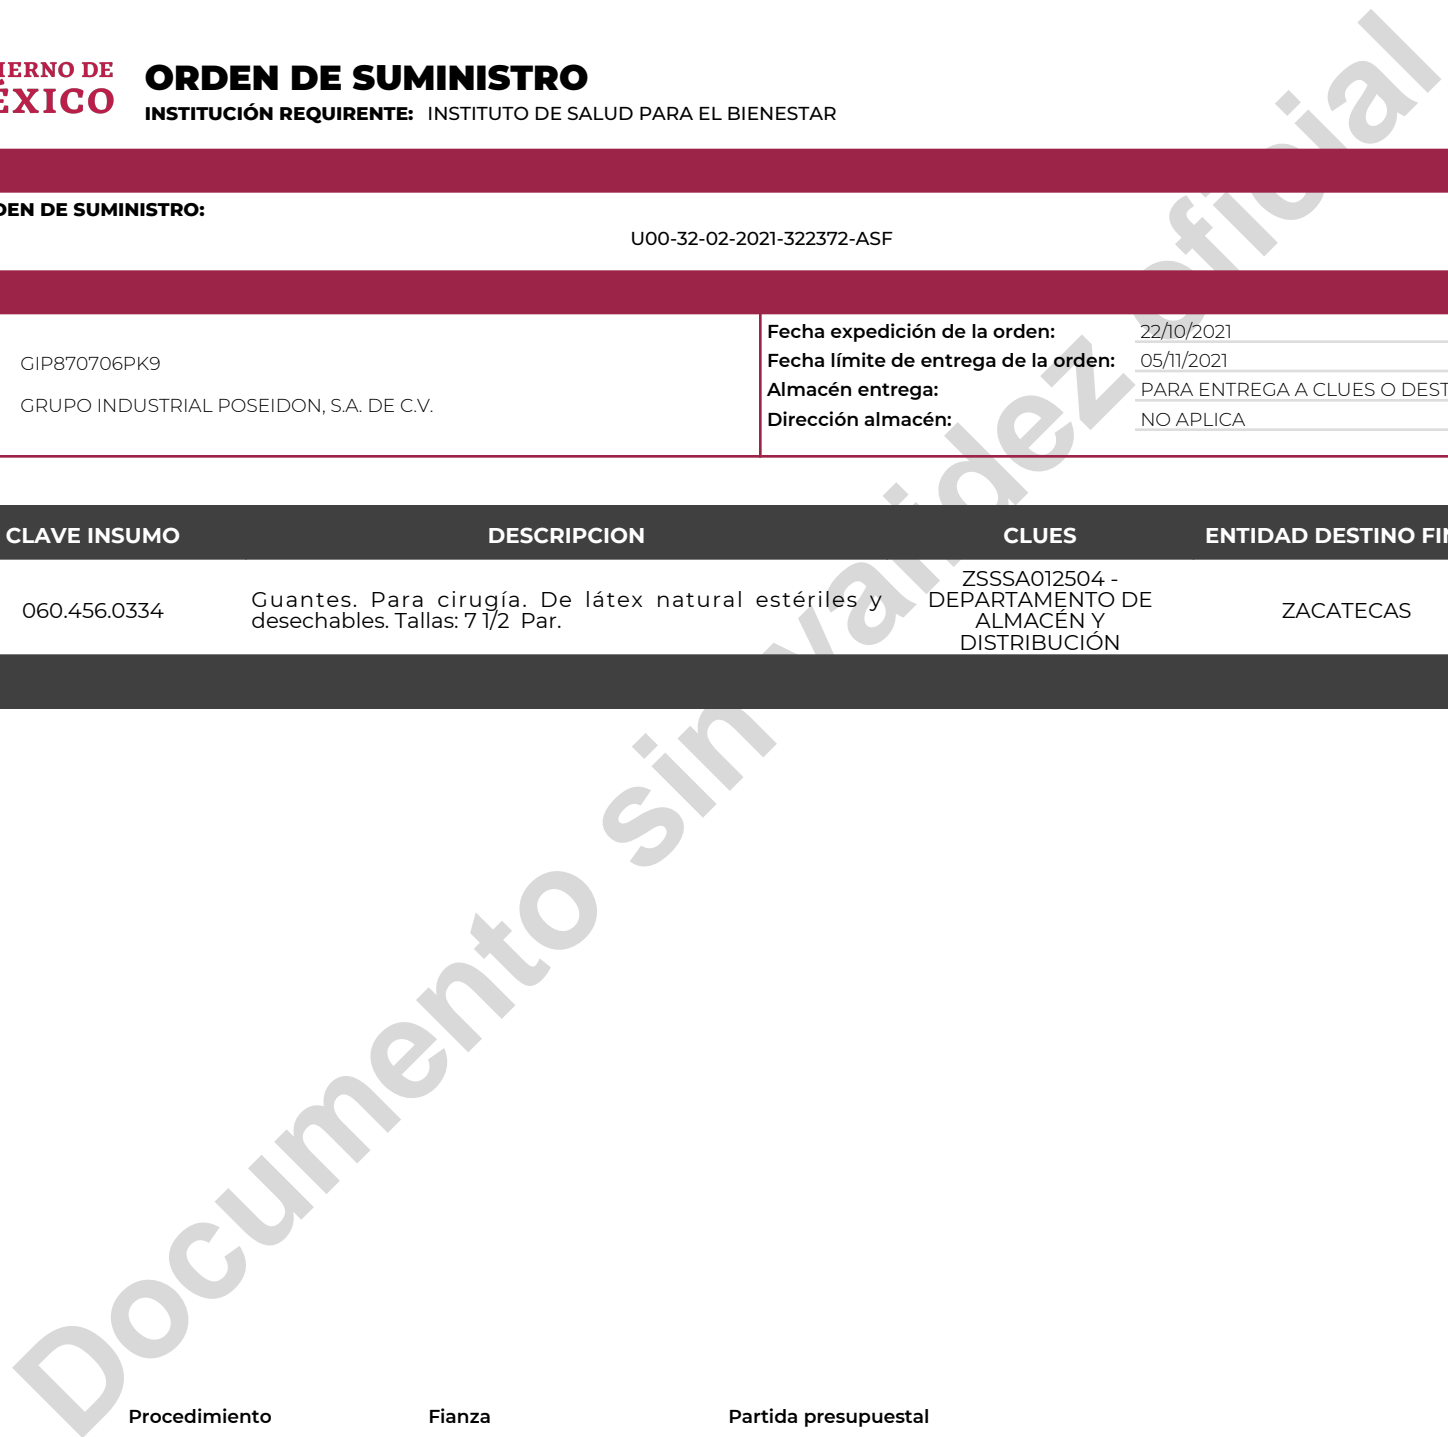 IERNO DE
ÉXICO
ORDEN DE SUMINISTRO
INSTITUCIÓN REQUIRENTE: INSTITUTO DE SALUD PARA EL BIENESTAR
DEN DE SUMINISTRO:
U00-32-02-2021-322372-ASF
GIP870706PK9
GRUPO INDUSTRIAL POSEIDON, S.A. DE C.V.
Fecha expedición de la orden: 22/10/2021
Fecha límite de entrega de la orden: 05/11/2021
Almacén entrega: PARA ENTREGA A CLUES O DEST
Dirección almacén: NO APLICA
CLAVE INSUMO DESCRIPCION CLUES ENTIDAD DESTINO FIN
060.456.0334
Guantes. Para cirugía. De látex natural estériles y
desechables. Tallas: 7 1/2 Par.
ZSSSA012504 -
DEPARTAMENTO DE
ALMACÉN Y
DISTRIBUCIÓN
ZACATECAS
Documento sin validez oficial
Procedimiento Fianza Partida presupuestal